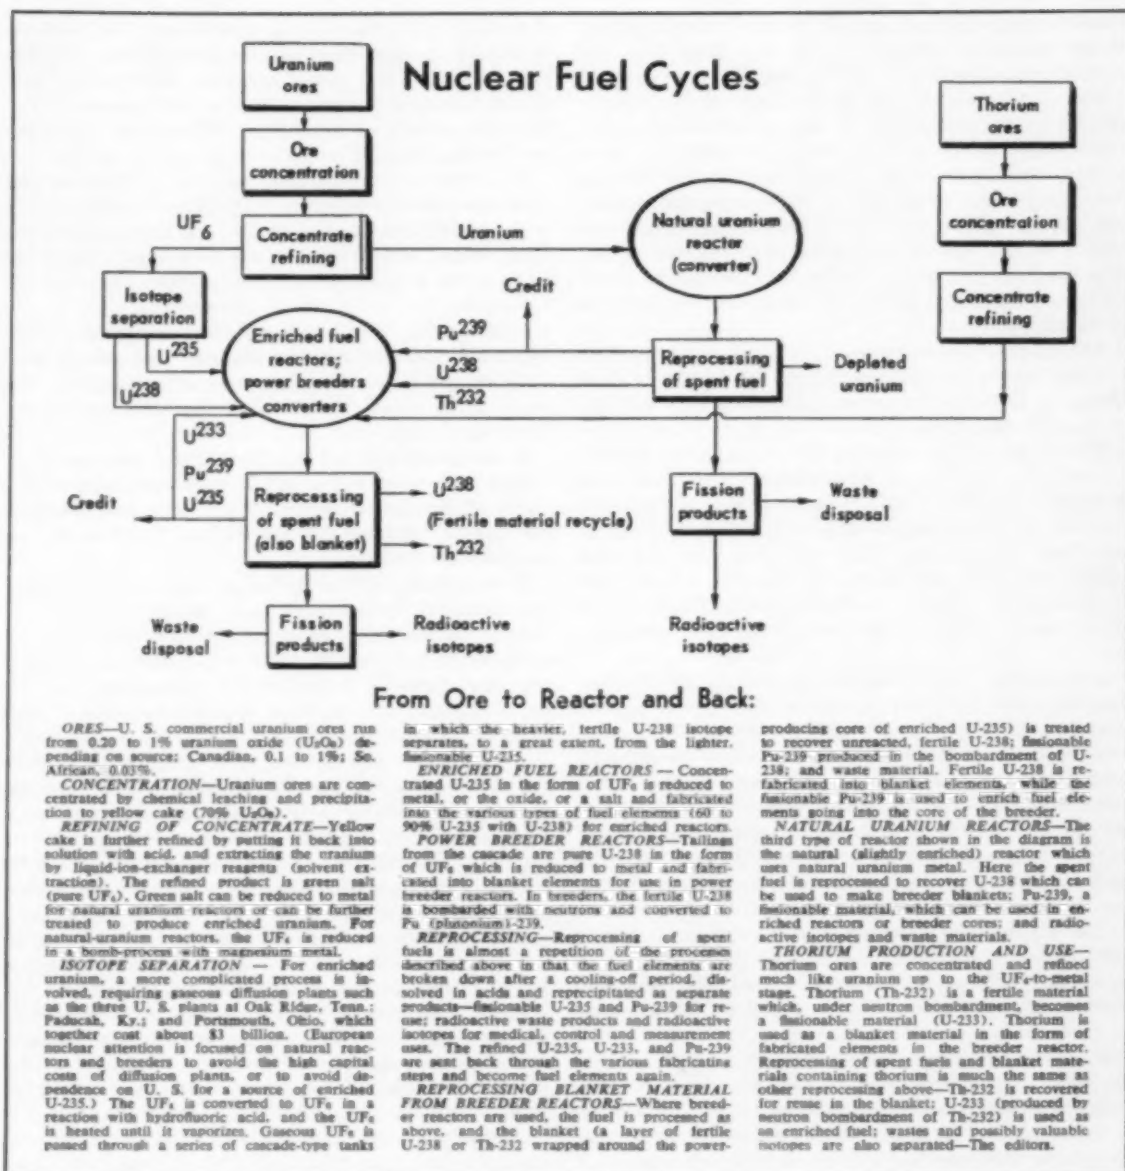 Nuclear Fuel Cycles
Uranium
ores
Ore
concentration
Concentrate
refining
UF₆
Uranium
Natural uranium
reactor
(converter)
Thorium
ores
Ore
concentration
Concentrate
refining
Isotope
separation
U²³⁵
U²³⁸
Enriched fuel
reactors;
power breeders
converters
Credit
Pu²³⁹
U²³⁸
Th²³²
Reprocessing
of spent fuel
Depleted
uranium
U²³³
Pu²³⁹
U²³⁵
Credit
Reprocessing
of spent fuel
(also blanket)
U²³⁸
(Fertile material recycle)
Th²³²
Fission
products
Waste
disposal
Waste
disposal
Fission
products
Radioactive
isotopes
Radioactive
isotopes
From Ore to Reactor and Back:
ORES—U. S. commercial uranium ores run
from 0.20 to 1% uranium oxide (U₃O₈) de-
pending on source; Canadian, 0.1 to 1%; So.
African, 0.03%.
CONCENTRATION—Uranium ores are con-
centrated by chemical leaching and precipita-
tion to yellow cake (70% U₃O₈).
REFINING OF CONCENTRATE—Yellow
cake is further refined by putting it back into
solution with acid, and extracting the uranium
by liquid-ion-exchanger reagents (solvent ex-
traction). The refined product is green salt
(pure UF₄). Green salt can be reduced to metal
for natural uranium reactors or can be further
treated to produce enriched uranium. For
natural-uranium reactors, the UF₄ is reduced
in a bomb-process with magnesium metal.
ISOTOPE SEPARATION — For enriched
uranium, a more complicated process is in-
volved, requiring gaseous diffusion plants such
as the three U. S. plants at Oak Ridge, Tenn.;
Paducah, Ky.; and Portsmouth, Ohio, which
together cost about $3 billion. (European
nuclear attention is focused on natural reac-
tors and breeders to avoid the high capital
costs of diffusion plants, or to avoid de-
pendence on U. S. for a source of enriched
U-235.) The UF₄ is converted to UF₆ in a
reaction with hydrofluoric acid, and the UF₆
is heated until it vaporizes. Gaseous UF₆ is
passed through a series of cascade-type tanks
in which the heavier, fertile U-238 isotope
separates, to a great extent, from the lighter,
fissionable U-235.
ENRICHED FUEL REACTORS — Concen-
trated U-235 in the form of UF₆ is reduced to
metal, or the oxide, or a salt and fabricated
into the various types of fuel elements (60 to
90% U-235 with U-238) for enriched reactors.
POWER BREEDER REACTORS—Tailings
from the cascade are pure U-238 in the form
of UF₆ which is reduced to metal and fabri-
cated into blanket elements for use in power
breeder reactors. In breeders, the fertile U-238
is bombarded with neutrons and converted to
Pu (plutonium)-239.
REPROCESSING—Reprocessing of spent
fuels is almost a repetition of the processes
described above in that the fuel elements are
broken down after a cooling-off period, dis-
solved in acids and reprecipitated as separate
products—fissionable U-235 and Pu-239 for re-
use; radioactive waste products and radioactive
isotopes for medical, control and measurement
uses. The refined U-235, U-233, and Pu-239
are sent back through the various fabricating
steps and become fuel elements again.
REPROCESSING BLANKET MATERIAL
FROM BREEDER REACTORS—Where breed-
er reactors are used, the fuel is processed as
above, and the blanket (a layer of fertile
U-238 or Th-232 wrapped around the power-
producing core of enriched U-235) is treated
to recover unreacted, fertile U-238; fissionable
Pu-239 produced in the bombardment of U-
238; and waste material. Fertile U-238 is re-
fabricated into blanket elements, while the
fissionable Pu-239 is used to enrich fuel ele-
ments going into the core of the breeder.
NATURAL URANIUM REACTORS—The
third type of reactor shown in the diagram is
the natural (slightly enriched) reactor which
uses natural uranium metal. Here the spent
fuel is reprocessed to recover U-238 which can
be used to make breeder blankets; Pu-239, a
fissionable material, which can be used in en-
riched reactors or breeder cores; and radio-
active isotopes and waste materials.
THORIUM PRODUCTION AND USE—
Thorium ores are concentrated and refined
much like uranium up to the UF₄-to-metal
stage. Thorium (Th-232) is a fertile material
which, under neutron bombardment, becomes
a fissionable material (U-233). Thorium is
used as a blanket material in the form of
fabricated elements in the breeder reactor.
Reprocessing of spent fuels and blanket mate-
rials containing thorium is much the same as
other reprocessing above—Th-232 is recovered
for reuse in the blanket; U-233 (produced by
neutron bombardment of Th-232) is used as
an enriched fuel; wastes and possibly valuable
isotopes are also separated—The editors.